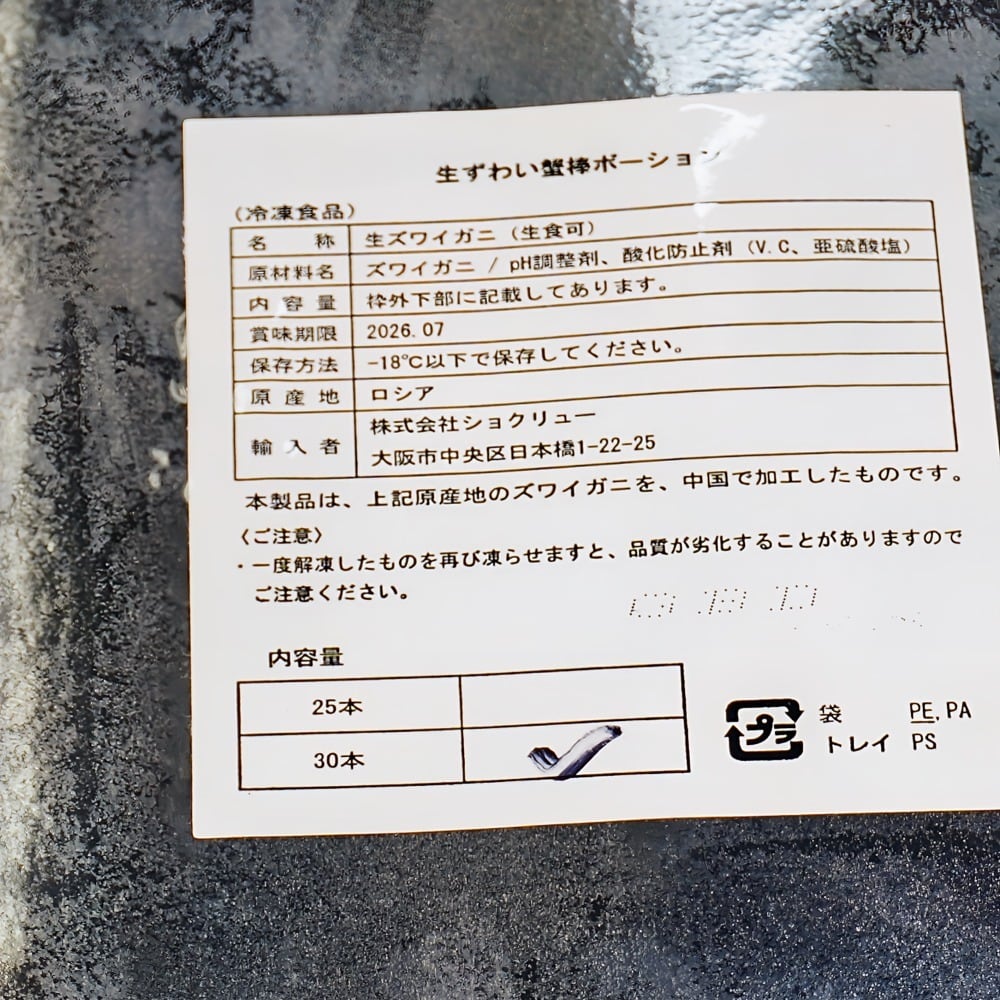 生ずわい蟹棒ポーション
(冷凍食品)
名称 生ズワイガニ (生食可)
原材料名 ズワイガニ / pH調整剤、酸化防止剤 (V.C、亜硫酸塩)
内容量 枠外下部に記載してあります。
賞味期限 2026.07
保存方法 -18℃以下で保存してください。
原産地 ロシア
輸入者 株式会社ショクリュー
大阪市中央区日本橋1-22-25
本製品は、上記原産地のズワイガニを、中国で加工したものです。
〈ご注意〉
・一度解凍したものを再び凍らせますと、品質が劣化することがありますので
ご注意ください。
内容量
25本
30本
プラ 袋 PE, PA
トレイ PS